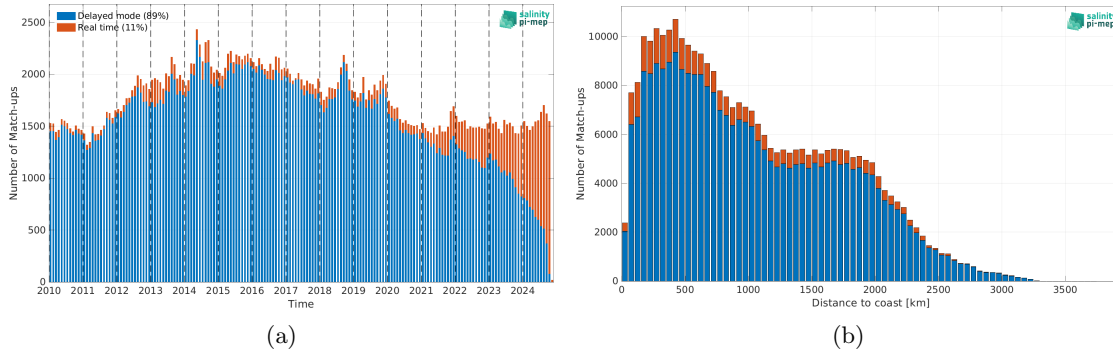 Delayed mode (89%)
Real time (11%)
salinity
pi-mep
Number of Match-ups
2500
2000
1500
1000
500
0
2010 2011 2012 2013 2014 2015 2016 2017 2018 2019 2020 2021 2022 2023 2024
Time
(a)
salinity
pi-mep
Number of Match-ups
10000
8000
6000
4000
2000
0
0 500 1000 1500 2000 2500 3000 3500
Distance to coast [km]
(b)